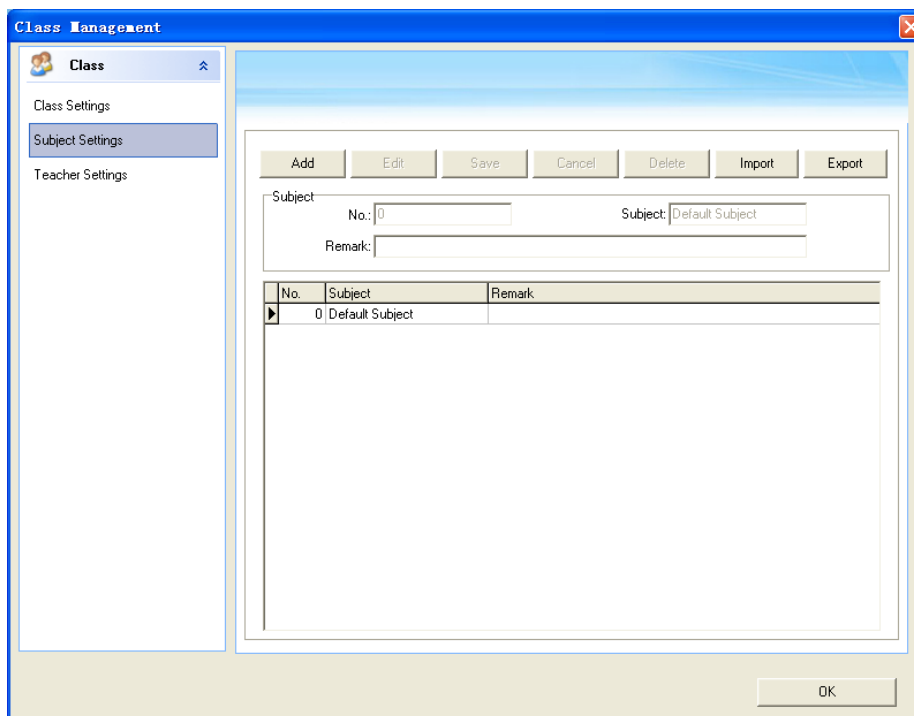 Class Management
Class
Class Settings
Subject Settings
Teacher Settings
Add Edit Save Cancel Delete Import Export
Subject
No.: 0 Subject: Default Subject
Remark:
No. Subject Remark
0 Default Subject
OK